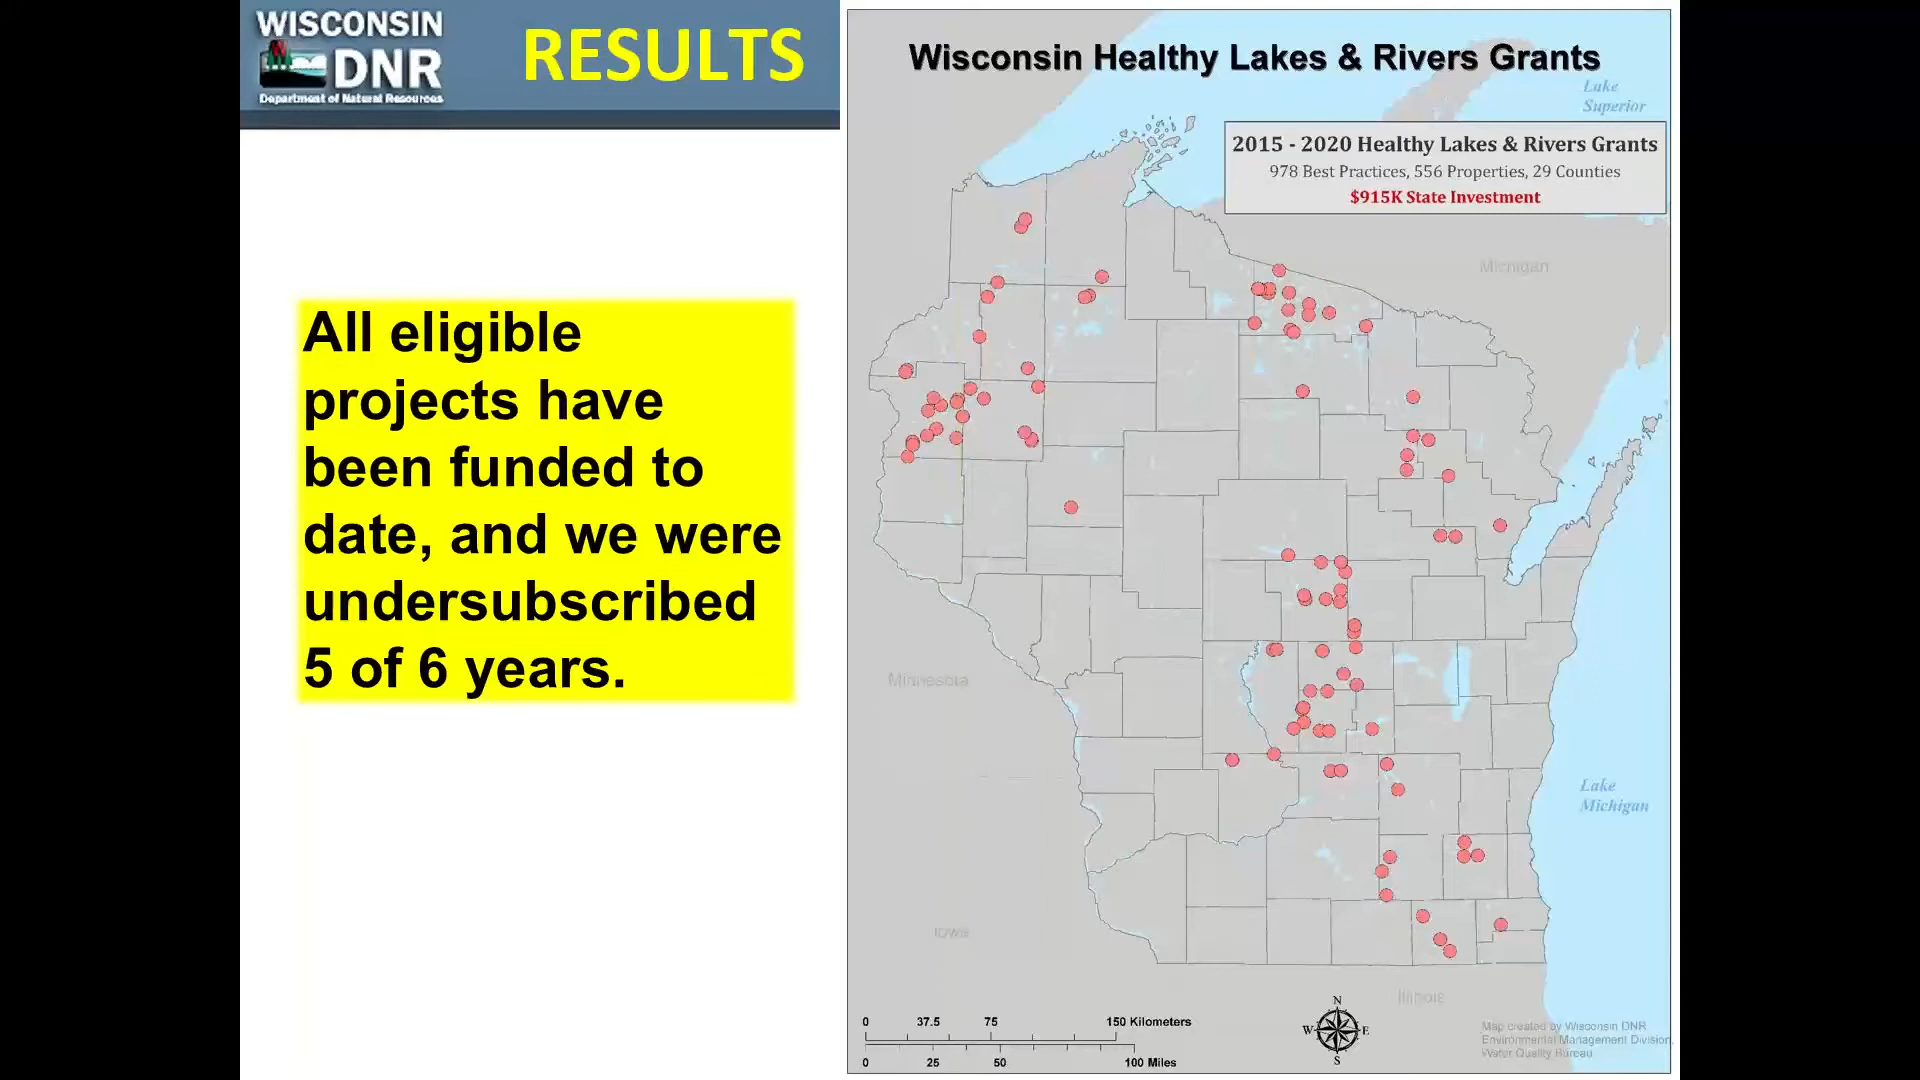 WISCONSIN
DNR
Department of Natural Resources
RESULTS
All eligible
projects have
been funded to
date, and we were
undersubscribed
5 of 6 years.
Wisconsin Healthy Lakes & Rivers Grants
Lake
Superior
2015 - 2020 Healthy Lakes & Rivers Grants
978 Best Practices, 556 Properties, 29 Counties
$915K State Investment
Michigan
Minnesota
Lake
Michigan
Iowa
Illinois
N
W E
S
0 37.5 75 150 Kilometers
0 25 50 100 Miles
Map created by Wisconsin DNR
Environmental Management Division,
Water Quality Bureau